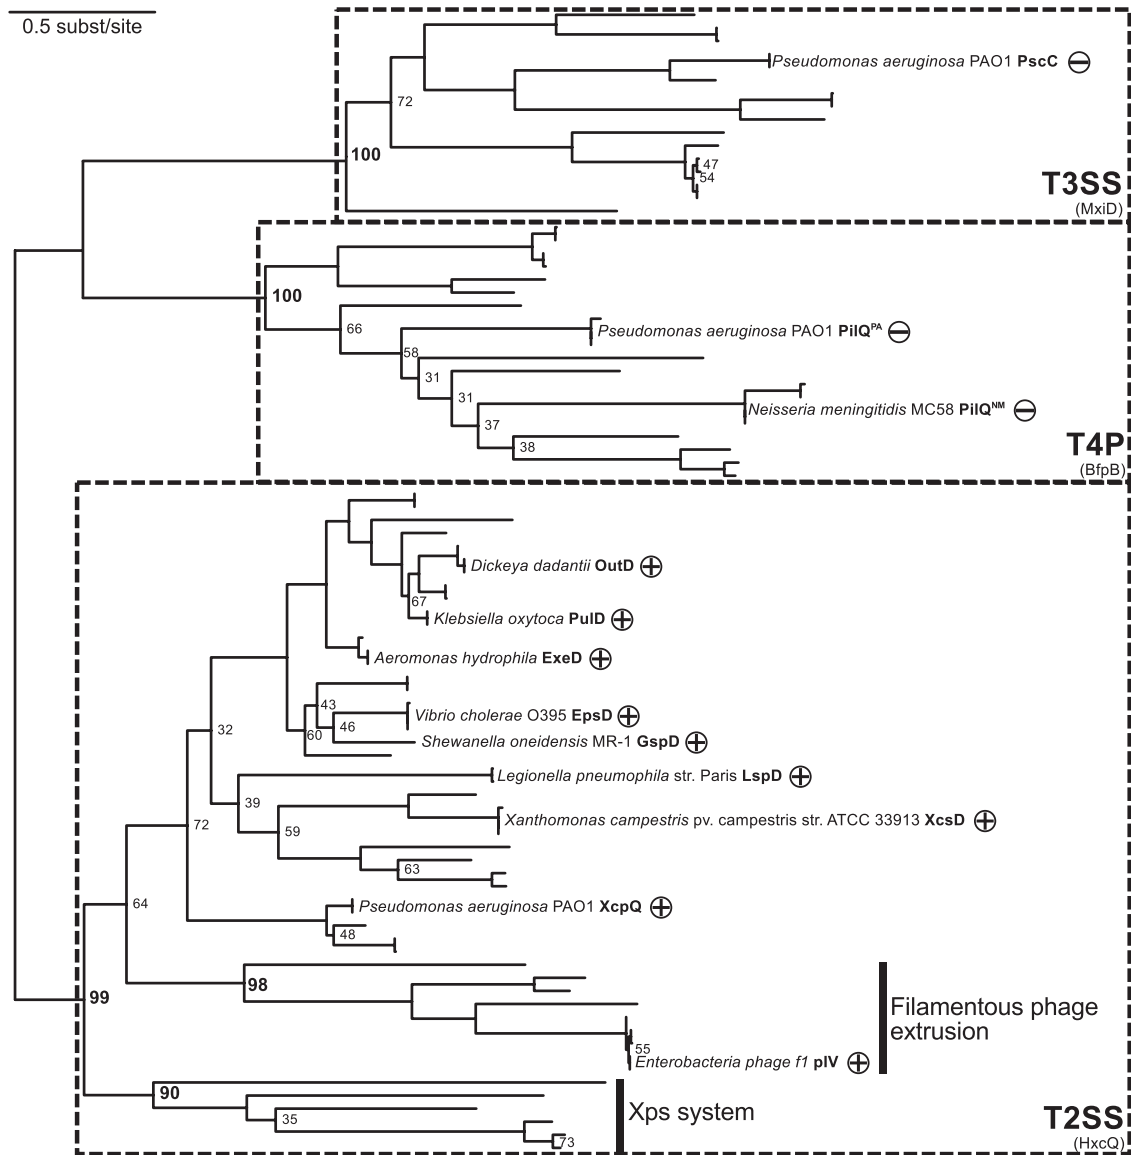 0.5 subst/site
72
Pseudomonas aeruginosa PAO1 PscC
100
47
54
T3SS
(MxiD)
100
66
Pseudomonas aeruginosa PAO1 PilQPA
58
31
31
Neisseria meningitidis MC58 PilQNM
37
38
T4P
(BfpB)
Dickeya dadantii OutD
67
Klebsiella oxytoca PulD
Aeromonas hydrophila ExeD
43
Vibrio cholerae O395 EpsD
46
32
60
Shewanella oneidensis MR-1 GspD
Legionella pneumophila str. Paris LspD
39
Xanthomonas campestris pv. campestris str. ATCC 33913 XcsD
72
59
63
64
Pseudomonas aeruginosa PAO1 XcpQ
48
98
99
Filamentous phage
extrusion
55
Enterobacteria phage f1 pIV
90
Xps system
35
73
T2SS
(HxcQ)